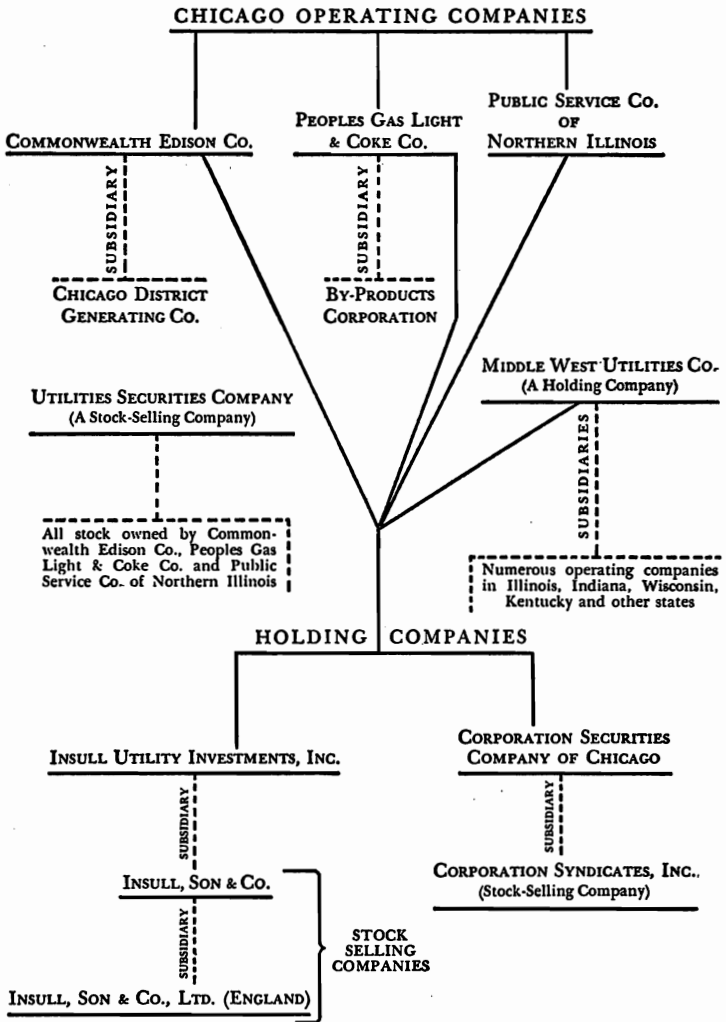 CHICAGO OPERATING COMPANIES
COMMONWEALTH EDISON CO.
PEOPLES GAS LIGHT
& COKE CO.
PUBLIC SERVICE CO.
OF
NORTHERN ILLINOIS
SUBSIDIARY
SUBSIDIARY
CHICAGO DISTRICT
GENERATING CO.
BY-PRODUCTS
CORPORATION
UTILITIES SECURITIES COMPANY
(A Stock-Selling Company)
MIDDLE WEST UTILITIES CO.
(A Holding Company)
SUBSIDIARIES
All stock owned by Common-
wealth Edison Co., Peoples Gas
Light & Coke Co. and Public
Service Co. of Northern Illinois
Numerous operating companies
in Illinois, Indiana, Wisconsin,
Kentucky and other states
HOLDING COMPANIES
INSULL UTILITY INVESTMENTS, INC.
CORPORATION SECURITIES
COMPANY OF CHICAGO
SUBSIDIARY
SUBSIDIARY
INSULL, SON & CO.
CORPORATION SYNDICATES, INC.
(Stock-Selling Company)
SUBSIDIARY
STOCK
SELLING
COMPANIES
INSULL, SON & CO., LTD. (ENGLAND)